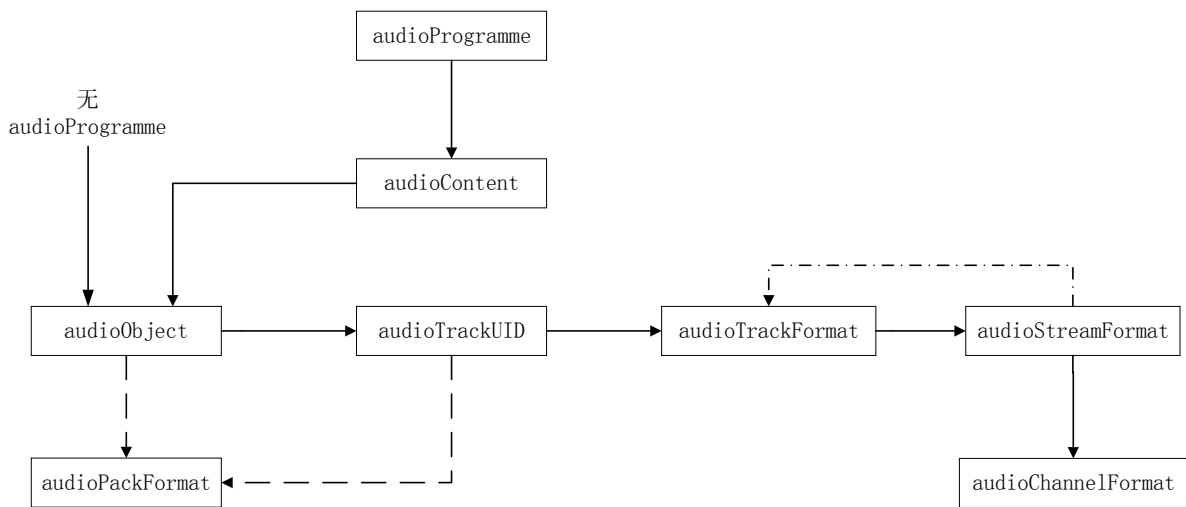 audioProgramme
无
audioProgramme
audioContent
audioObject
audioTrackUID
audioTrackFormat
audioStreamFormat
audioPackFormat
audioChannelFormat